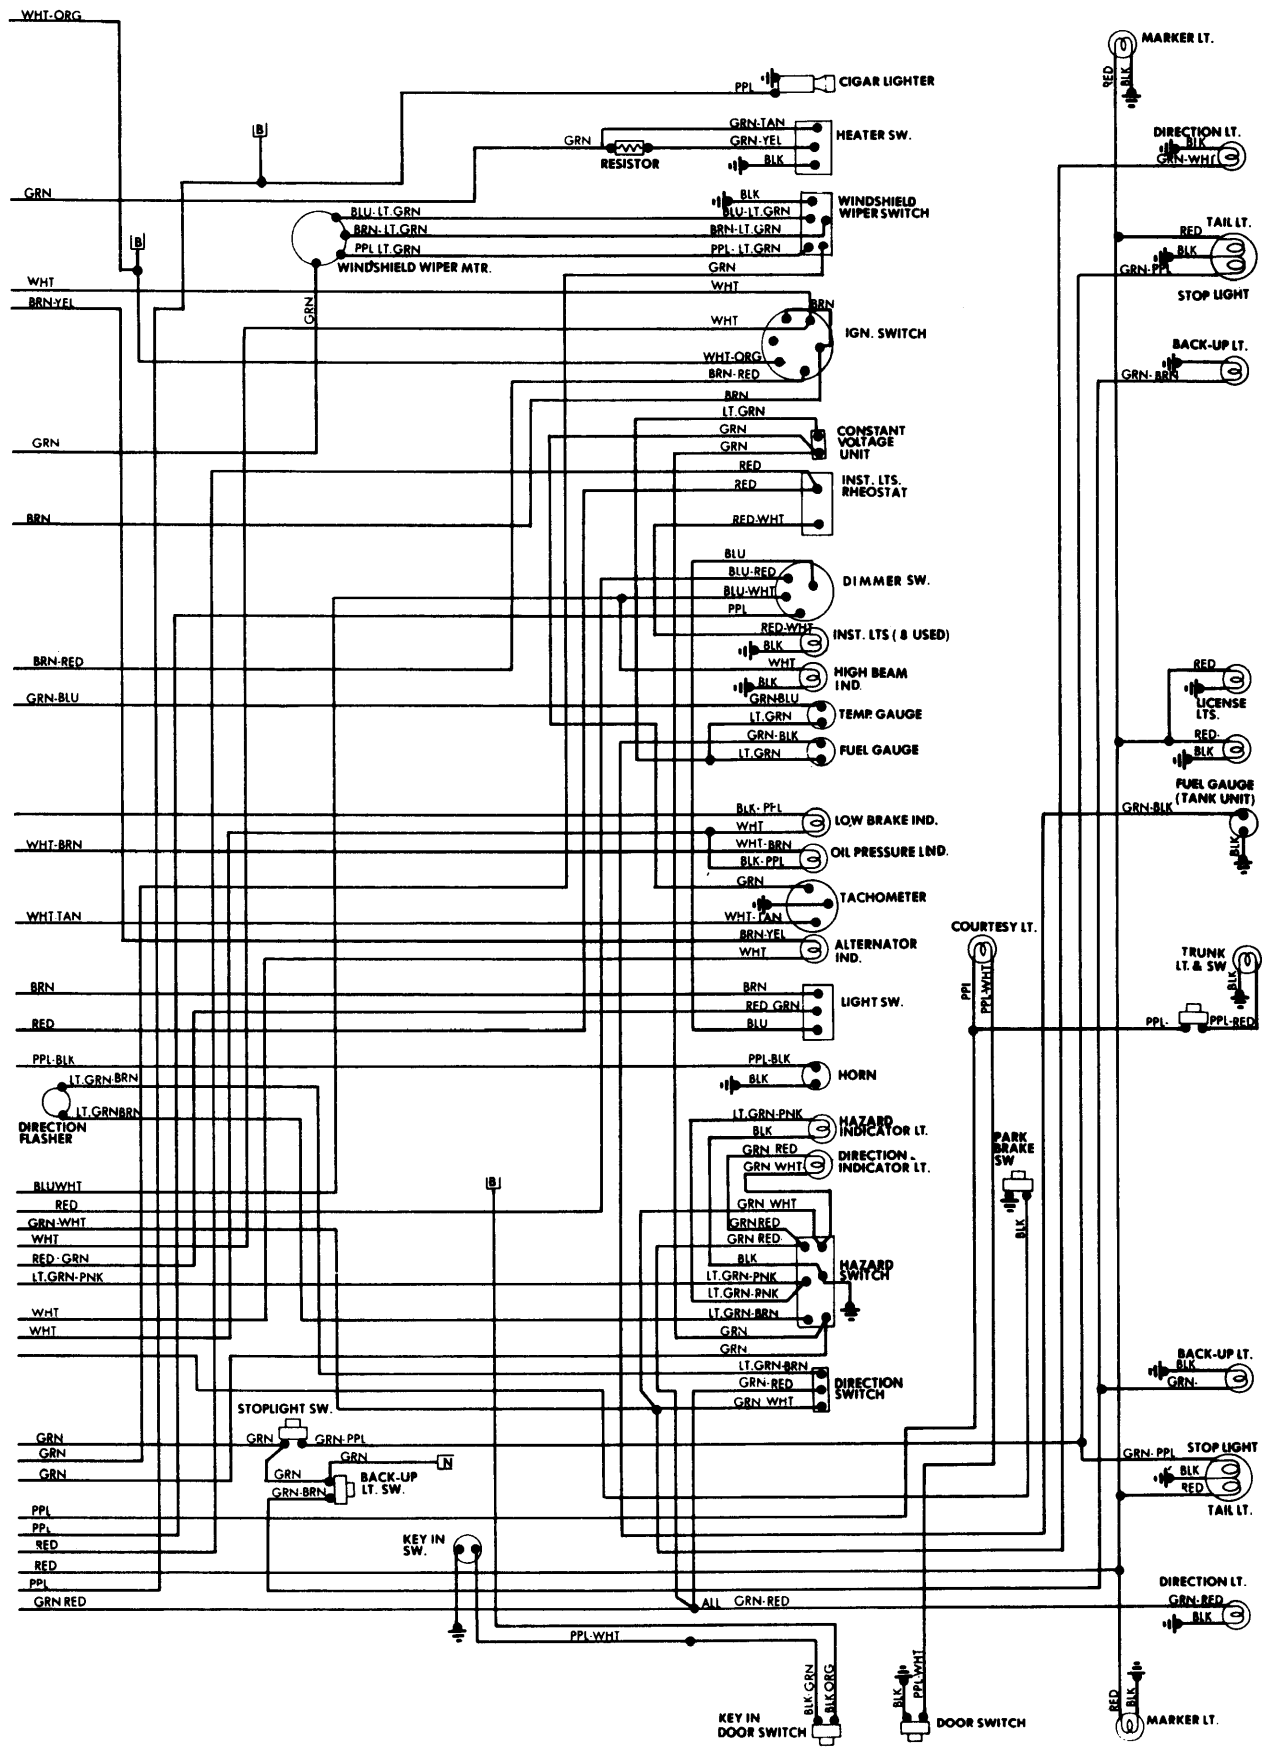 WHT-ORG
MARKER LT.
RED
BLK
PPL
CIGAR LIGHTER
B
GRN-TAN
HEATER SW.
GRN
GRN-YEL
RESISTOR
BLK
DIRECTION LT.
BLK
GRN-WHT
GRN
BLK
WINDSHIELD
WIPER SWITCH
BLU-LT.GRN
BLU-LT.GRN
BRN-LT.GRN
BRN-LT.GRN
PPL LT.GRN
PPL-LT.GRN
WINDSHIELD WIPER MTR.
B
GRN
TAIL LT.
RED
BLK
GRN-PPL
STOP LIGHT
WHT
WHT
BRN-YEL
GRN
BRN
WHT
IGN. SWITCH
WHT-ORG
BRN-RED
BRN
BACK-UP LT.
GRN-BRN
LT.GRN
GRN
CONSTANT
VOLTAGE
UNIT
GRN
GRN
RED
INST. LTS.
RHEOSTAT
RED
BRN
RED-WHT
BLU
BLU-RED
DIMMER SW.
BLU-WHT
PPL
RED-WHT
INST. LTS ( 8 USED)
BLK
BRN-RED
WHT
HIGH BEAM
IND.
BLK
GRN-BLU
GRN-BLU
TEMP. GAUGE
LT.GRN
GRN-BLK
FUEL GAUGE
LT.GRN
RED
LICENSE
LTS.
RED-
BLK
FUEL GAUGE
(TANK UNIT)
GRN-BLK
BLK
BLK-PPL
LOW BRAKE IND.
WHT
WHT-BRN
WHT-BRN
OIL PRESSURE IND.
BLK-PPL
GRN
TACHOMETER
WHT TAN
WHT-TAN
BRN-YEL
ALTERNATOR
IND.
WHT
COURTESY LT.
PPL
PPL-WHT
TRUNK
LT. & SW
BLK
PPL-
PPL-RED
BRN
BRN
LIGHT SW.
RED GRN
RED
BLU
PPL-BLK
PPL-BLK
HORN
BLK
LT.GRN-BRN
LT.GRNBRN
DIRECTION
FLASHER
LT.GRN-PNK
HAZARD
INDICATOR LT.
BLK
GRN RED
DIRECTION -
INDICATOR LT.
GRN WHT-
PARK
BRAKE
SW
BLK
B
BLUWHT
RED
GRN WHT
GRN-WHT
GRNRED
WHT
GRN RED
RED-GRN
BLK
HAZARD
SWITCH
LT.GRN-PNK
LT.GRN-PNK
LT.GRN-PNK
WHT
LT.GRN-BRN
WHT
GRN
GRN
LT.GRN-BRN
GRN-RED
DIRECTION
SWITCH
GRN WHT
BACK-UP LT.
BLK
GRN-
STOPLIGHT SW.
GRN
GRN
GRN-PPL
GRN
GRN
N
GRN
GRN
BACK-UP
LT. SW.
GRN-BRN
STOP LIGHT
GRN- PPL
BLK
RED
TAIL LT.
PPL
PPL
KEY IN
SW.
RED
RED
PPL
GRN RED
ALL
GRN-RED
DIRECTION LT.
GRN-RED
BLK
PPL-WHT
BLK-GRN
BLK ORG
KEY IN
DOOR SWITCH
BLK
PPL-WHT
DOOR SWITCH
RED
BLK
MARKER LT.